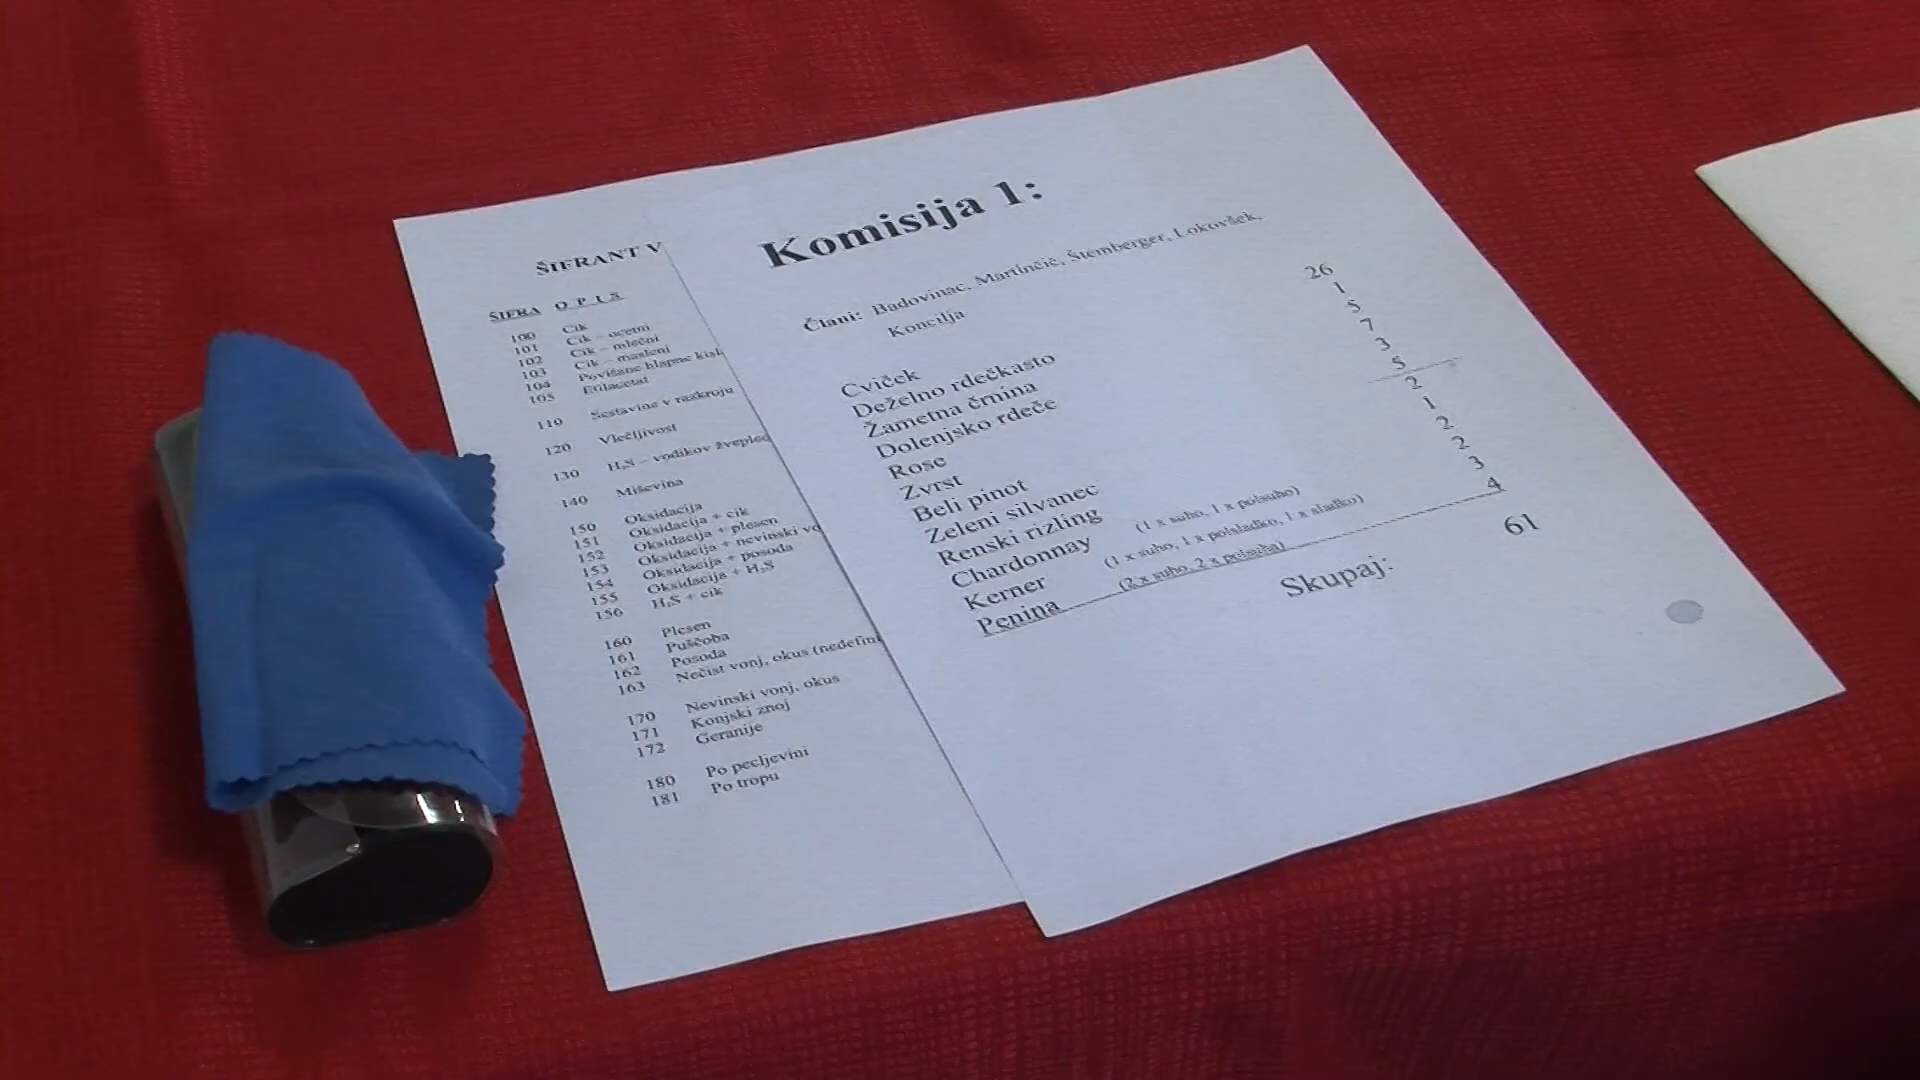 ŠIFRANT V
ŠIFRA O P I S
100 Cik
101 Cik – ocetni
102 Cik – mlečni
103 Cik – masleni
104 Povišane hlapne kisl
105 Etilacetat
110 Sestavine v razkroju
120 Vlečljivost
130 H₂S – vodikov žveplec
140 Miševina
150 Oksidacija
151 Oksidacija + cik
152 Oksidacija + plesen
153 Oksidacija + nevinski vo
154 Oksidacija + posoda
155 Oksidacija + H₂S
156 H₂S + cik
160 Plesen
161 Puščoba
162 Posoda
163 Nečist vonj, okus (nedefini
170 Nevinski vonj, okus
171 Konjski znoj
172 Geranije
180 Po pecljevini
181 Po tropu
Komisija 1:
Člani: Badovinac, Martinčič, Štemberger, Lokovšek,
Koncilja
Cviček 26
Deželno rdečkasto 1
Žametna črnina 5
Dolenjsko rdeče 7
Rose 3
Zvrst 5
Beli pinot 2
Zeleni silvanec 1
Renski rizling 2
Chardonnay (1 x suho, 1 x polsuho) 2
Kerner (1 x suho, 1 x polsladko, 1 x sladko) 3
Penina (2 x suho, 2 x polsuha) 4
Skupaj: 61